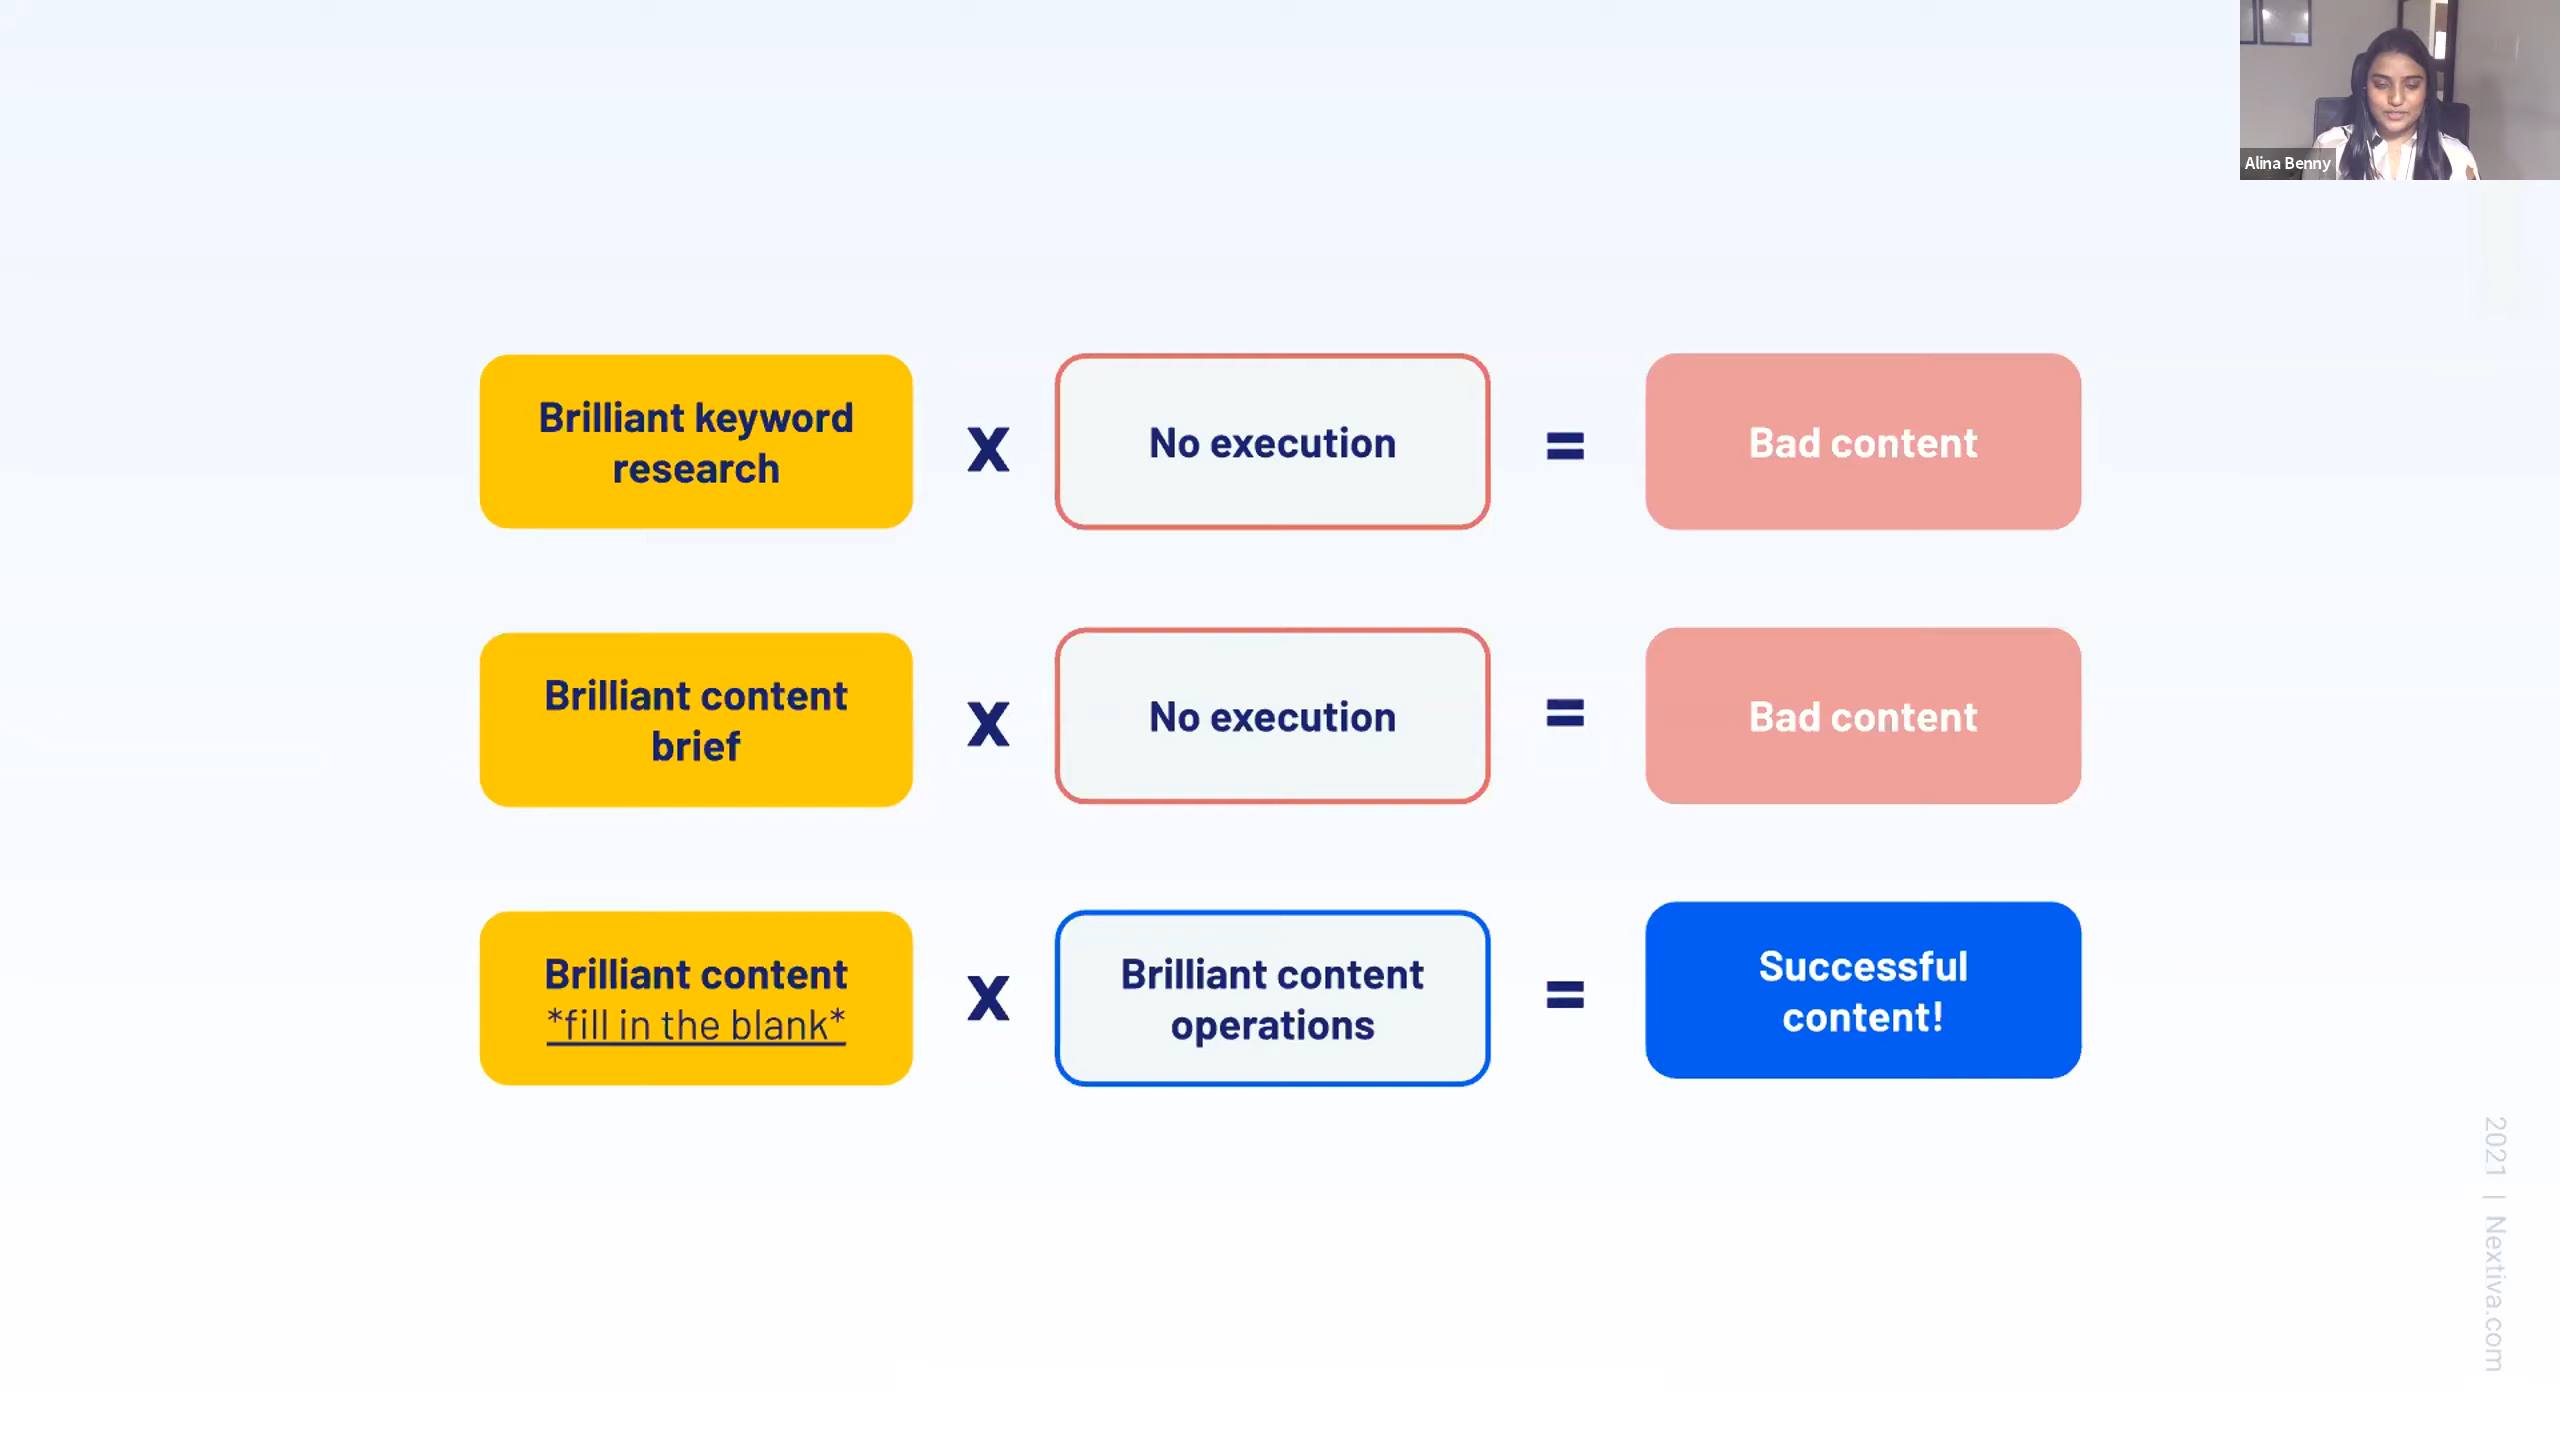 Alina Benny
Brilliant keyword
research
X
No execution
=
Bad content
Brilliant content
brief
X
No execution
=
Bad content
Brilliant content
*fill in the blank*
X
Brilliant content
operations
=
Successful
content!
2021 | Nextiva.com